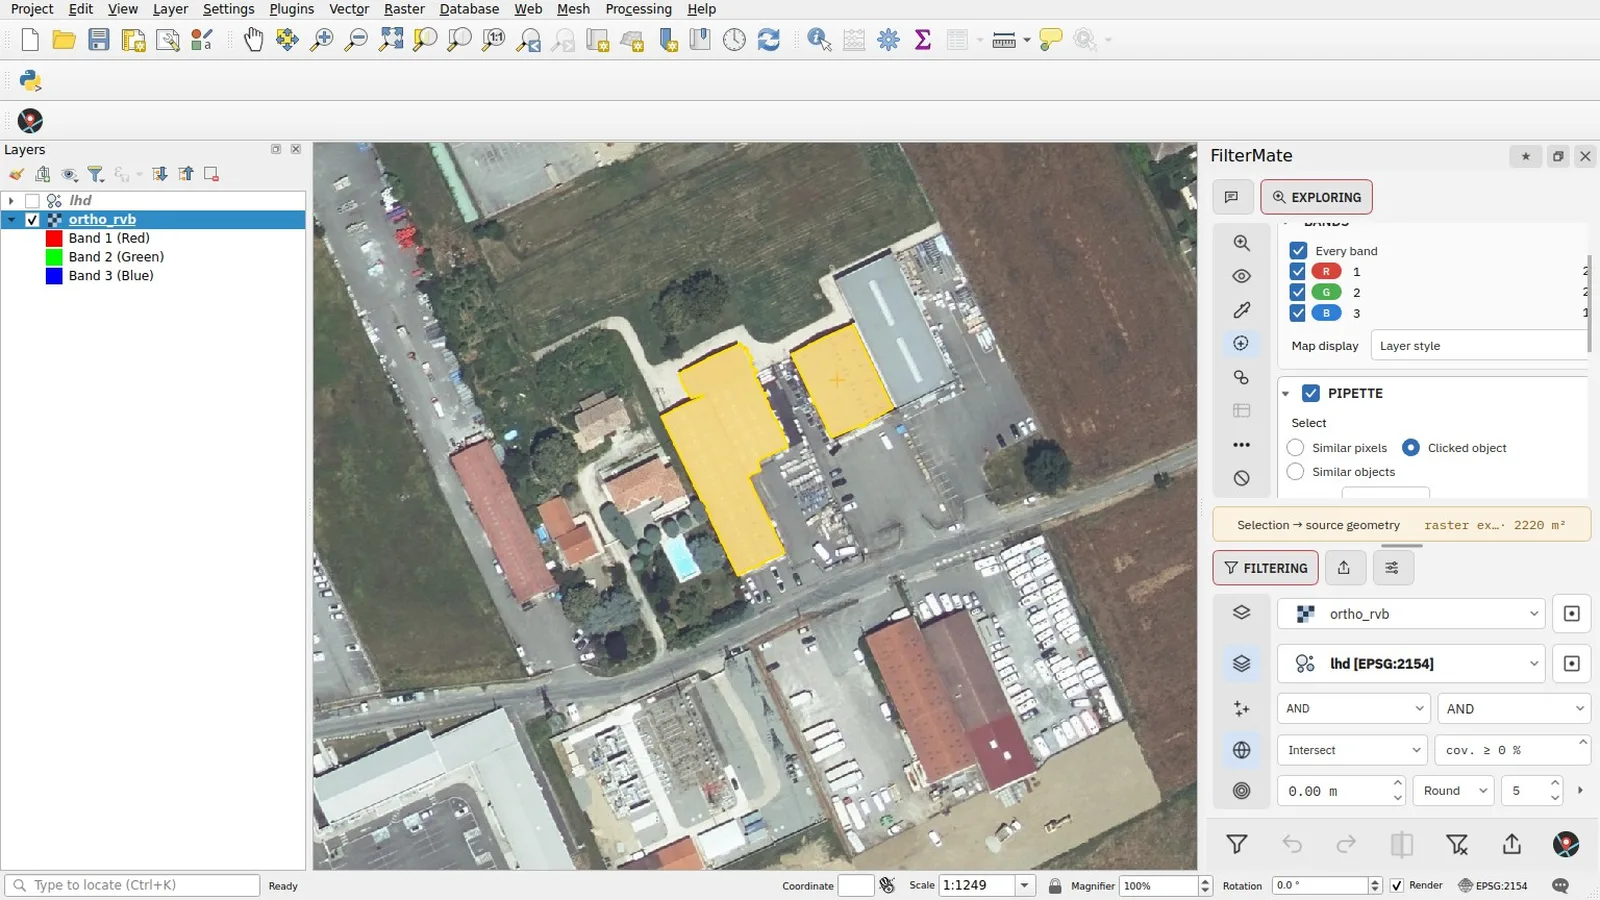 Project Edit View Layer Settings Plugins Vector Raster Database Web Mesh Processing Help
Layers
lhd
ortho_rvb
Band 1 (Red)
Band 2 (Green)
Band 3 (Blue)
FilterMate
EXPLORING
BANDS
Every band
R 1 2
G 2 2
B 3 1
Map display Layer style
PIPETTE
Select
Similar pixels Clicked object
Similar objects
Selection → source geometry raster ex…· 2220 m²
FILTERING
ortho_rvb
lhd [EPSG:2154]
AND AND
Intersect cov. ≥ 0 %
0.00 m Round 5
Type to locate (Ctrl+K) Ready Coordinate Scale 1:1249 Magnifier 100% Rotation 0.0 ° Render EPSG:2154